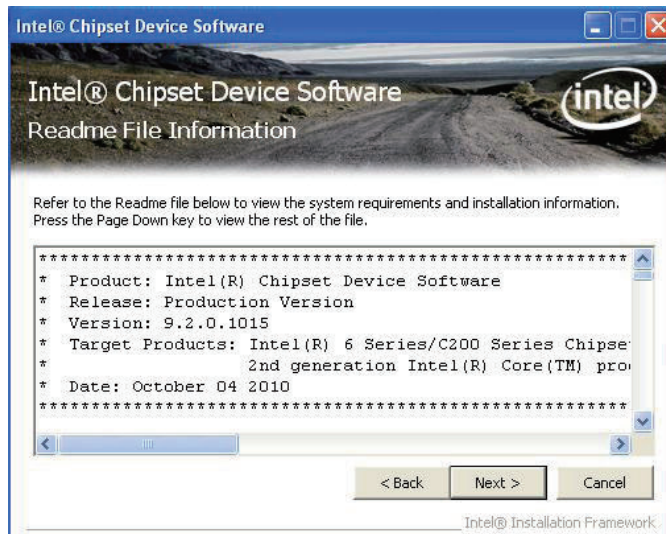 Intel® Chipset Device Software
Intel® Chipset Device Software
intel
Readme File Information
Refer to the Readme file below to view the system requirements and installation information.
Press the Page Down key to view the rest of the file.
************************************************************
* Product: Intel(R) Chipset Device Software
* Release: Production Version
* Version: 9.2.0.1015
* Target Products: Intel(R) 6 Series/C200 Series Chipse
* 2nd generation Intel(R) Core(TM) pro
* Date: October 04 2010
************************************************************
< Back Next > Cancel
Intel® Installation Framework